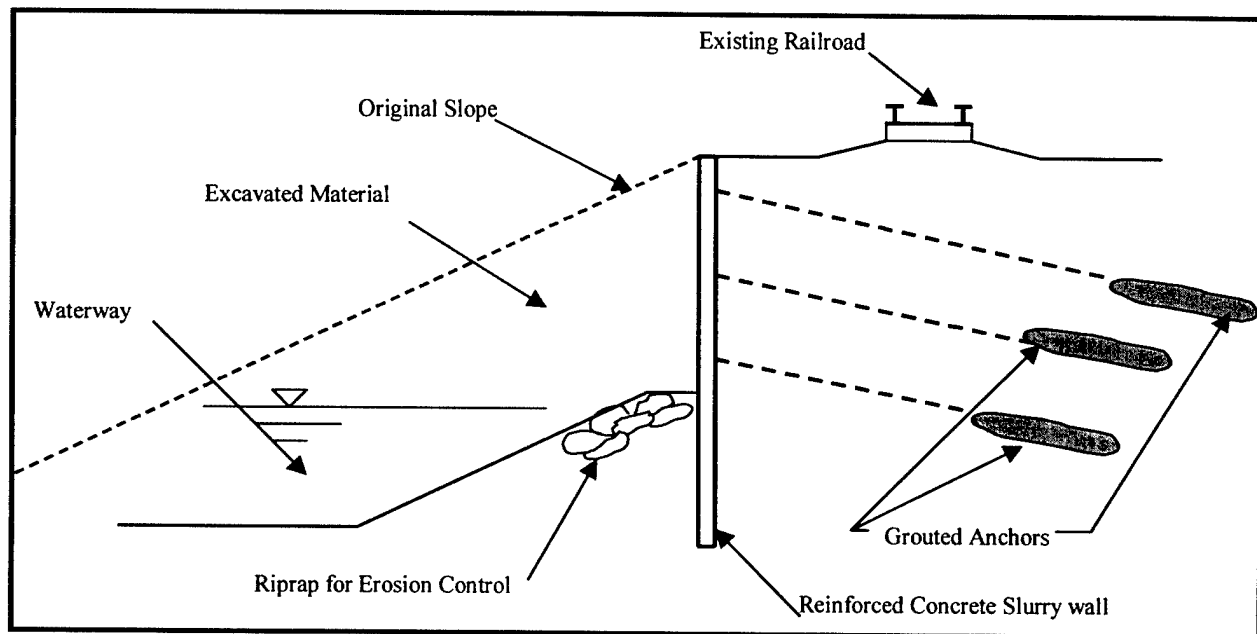 Existing Railroad
Original Slope
Excavated Material
Waterway
Grouted Anchors
Riprap for Erosion Control
Reinforced Concrete Slurry wall